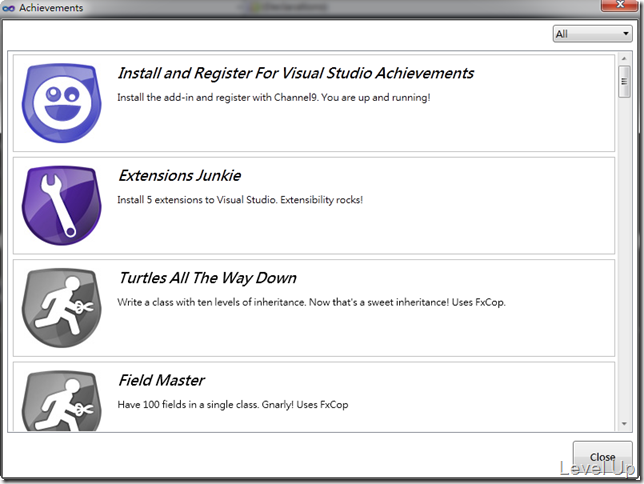 Achievements
All
Install and Register For Visual Studio Achievements
Install the add-in and register with Channel9. You are up and running!
Extensions Junkie
Install 5 extensions to Visual Studio. Extensibility rocks!
Turtles All The Way Down
Write a class with ten levels of inheritance. Now that's a sweet inheritance! Uses FxCop.
Field Master
Have 100 fields in a single class. Gnarly! Uses FxCop
Close
Level Up